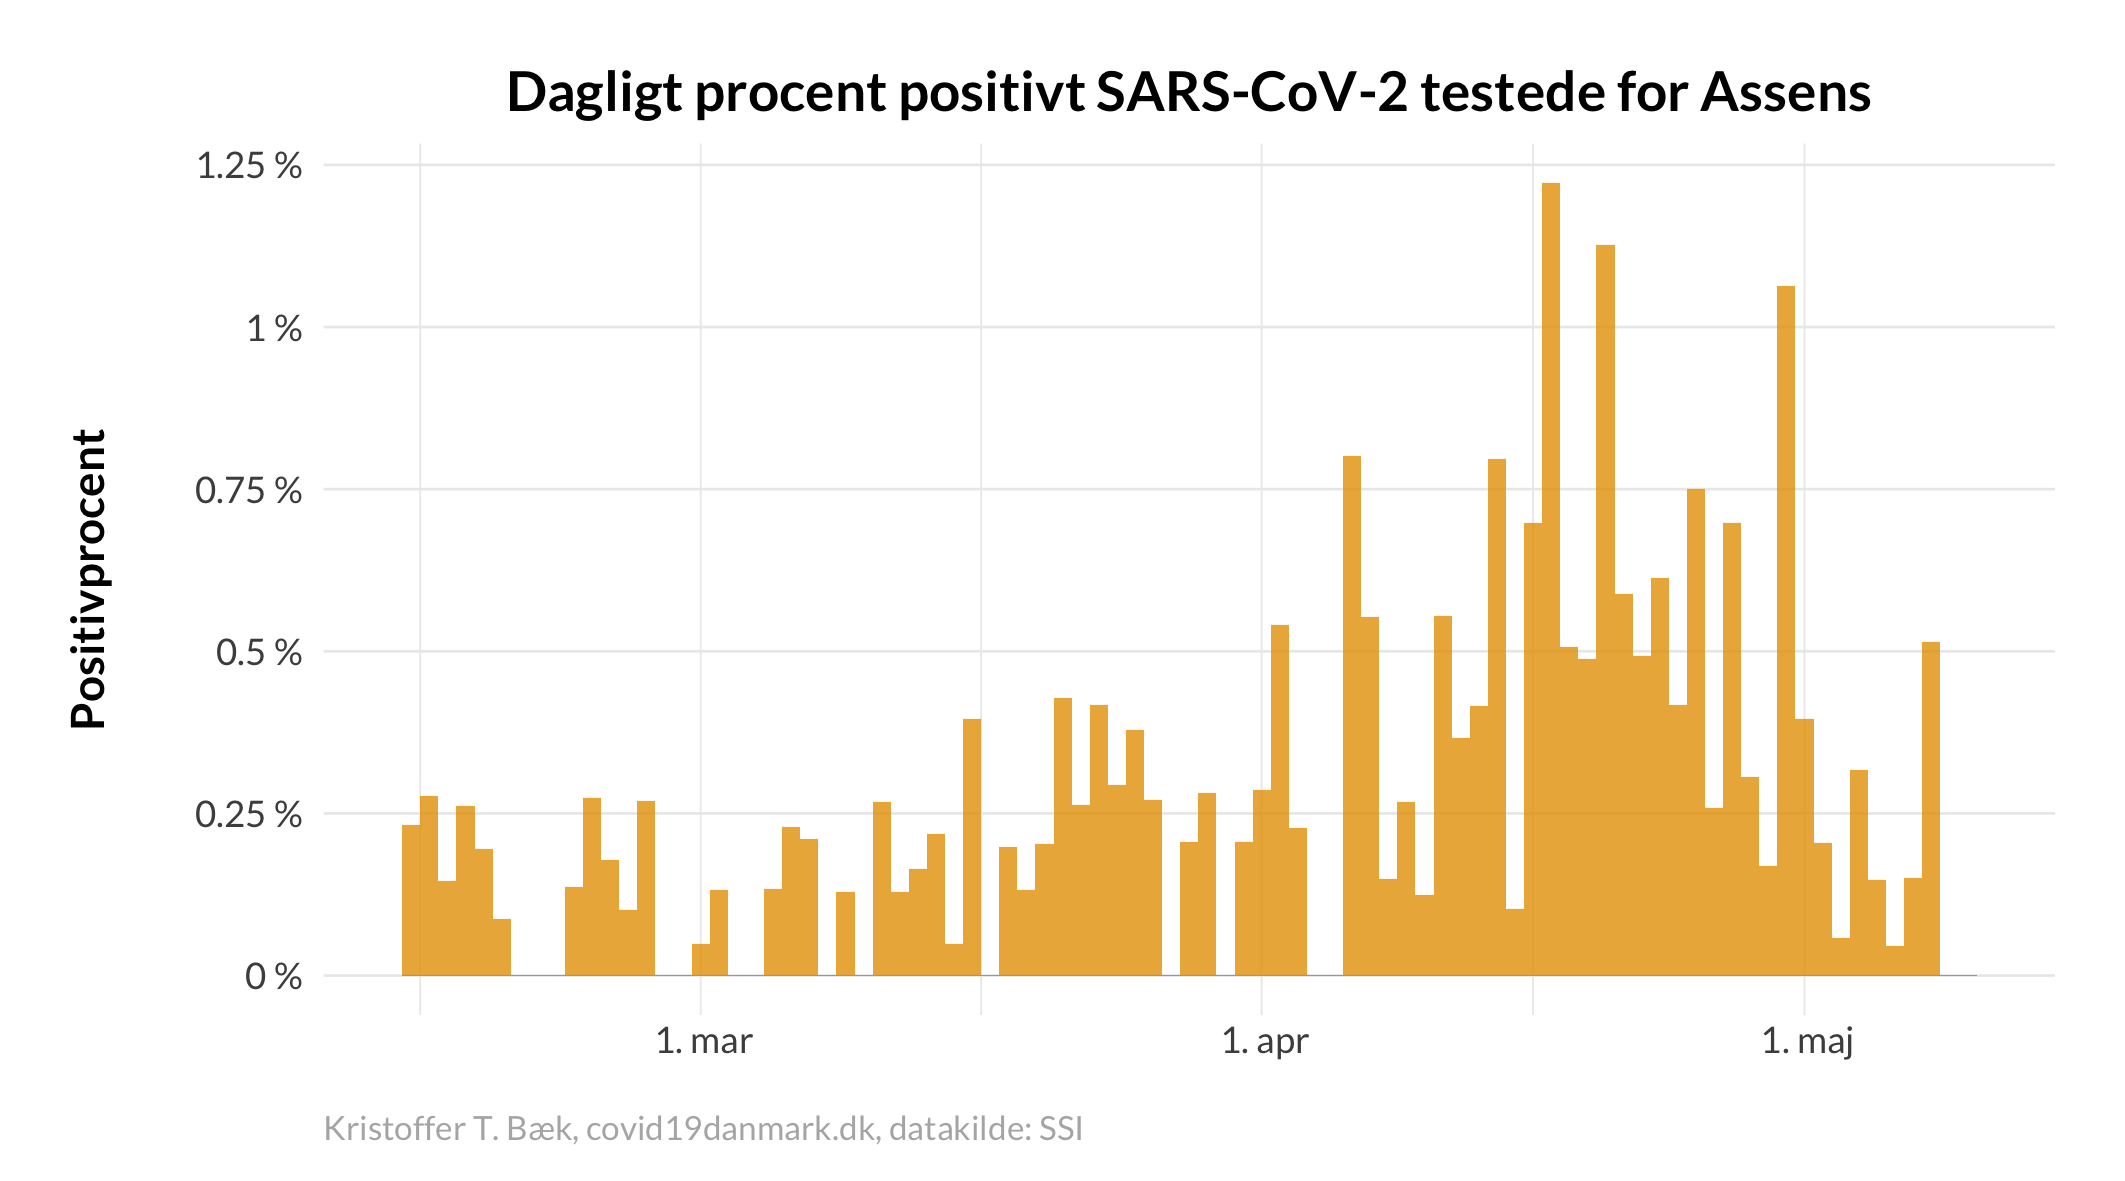 Dagligt procent positivt SARS-CoV-2 testede for Assens
1.25 %
1 %
0.75 %
0.5 %
0.25 %
0 %
Positivprocent
1. mar
1. apr
1. maj
Kristoffer T. Bæk, covid19danmark.dk, datakilde: SSI